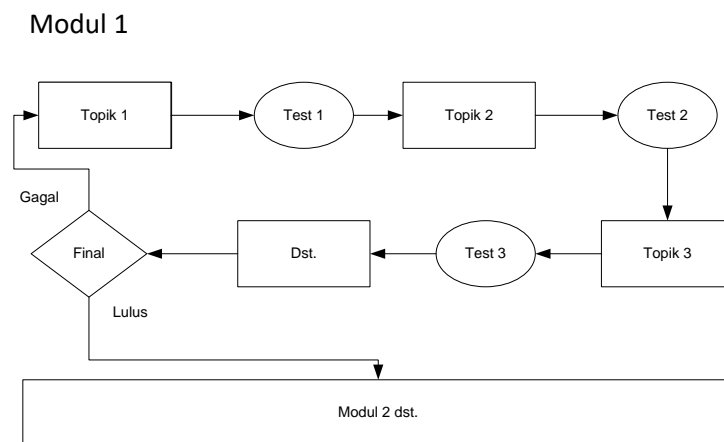 Modul 1
Topik 1
Test 1
Topik 2
Test 2
Gagal
Final
Dst.
Test 3
Topik 3
Lulus
Modul 2 dst.